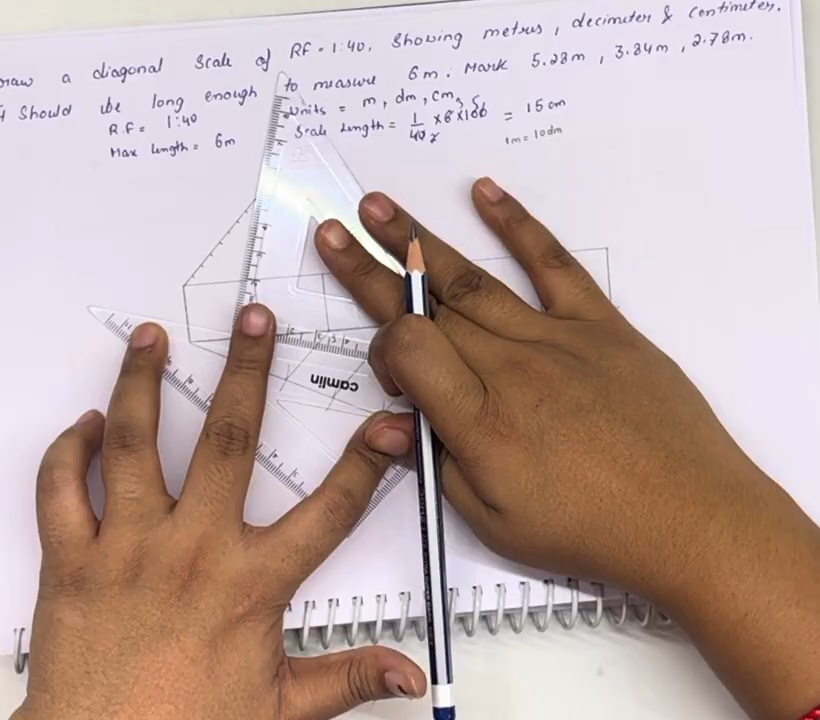 raw a diagonal Scale of RF = 1:40. Showing metres, decimeter & Centimeter.
t Should be long enough to measure 6m. Mark 5.28m, 3.84m, 2.78m.
R.F = 1:40
Max length = 6m
Units = m, dm, cm
Scale Length = 1/40 × 6 × 100 = 15 cm
1m = 10dm
camlin